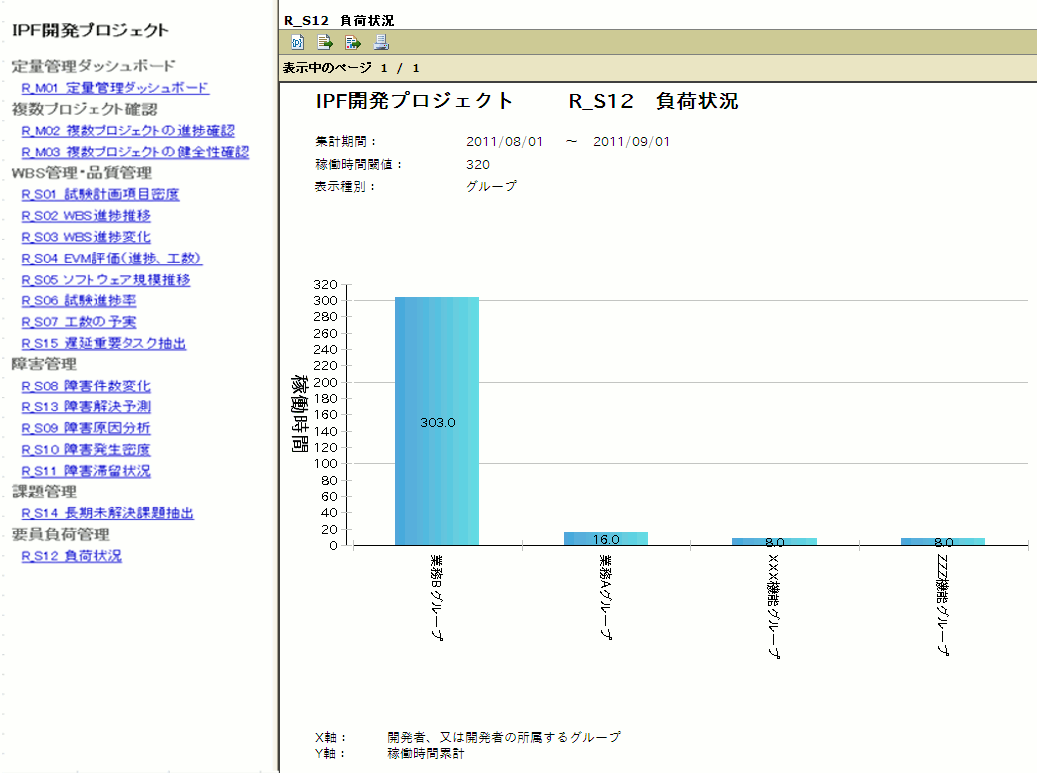 IPF開発プロジェクト
定量管理ダッシュボード
R_M01 定量管理ダッシュボード
複数プロジェクト確認
R_M02 複数プロジェクトの進捗確認
R_M03 複数プロジェクトの健全性確認
WBS管理・品質管理
R_S01 試験計画項目密度
R_S02 WBS進捗推移
R_S03 WBS進捗変化
R_S04 EVM評価(進捗、工数)
R_S05 ソフトウェア規模推移
R_S06 試験進捗率
R_S07 工数の予実
R_S15 遅延重要タスク抽出
障害管理
R_S08 障害件数変化
R_S13 障害解決予測
R_S09 障害原因分析
R_S10 障害発生密度
R_S11 障害滞留状況
課題管理
R_S14 長期未解決課題抽出
要員負荷管理
R_S12 負荷状況
R_S12 負荷状況
表示中のページ 1 / 1
IPF開発プロジェクト R_S12 負荷状況
集計期間： 2011/08/01 ～ 2011/09/01
稼働時間閾値： 320
表示種別： グループ
稼働時間
320
300
280
260
240
220
200
180
160
140
120
100
80
60
40
20
0
303.0
16.0
8.0
8.0
業務Bグループ
業務Aグループ
XXX機能グループ
ZZZ機能グループ
X軸： 開発者、又は開発者の所属するグループ
Y軸： 稼働時間累計